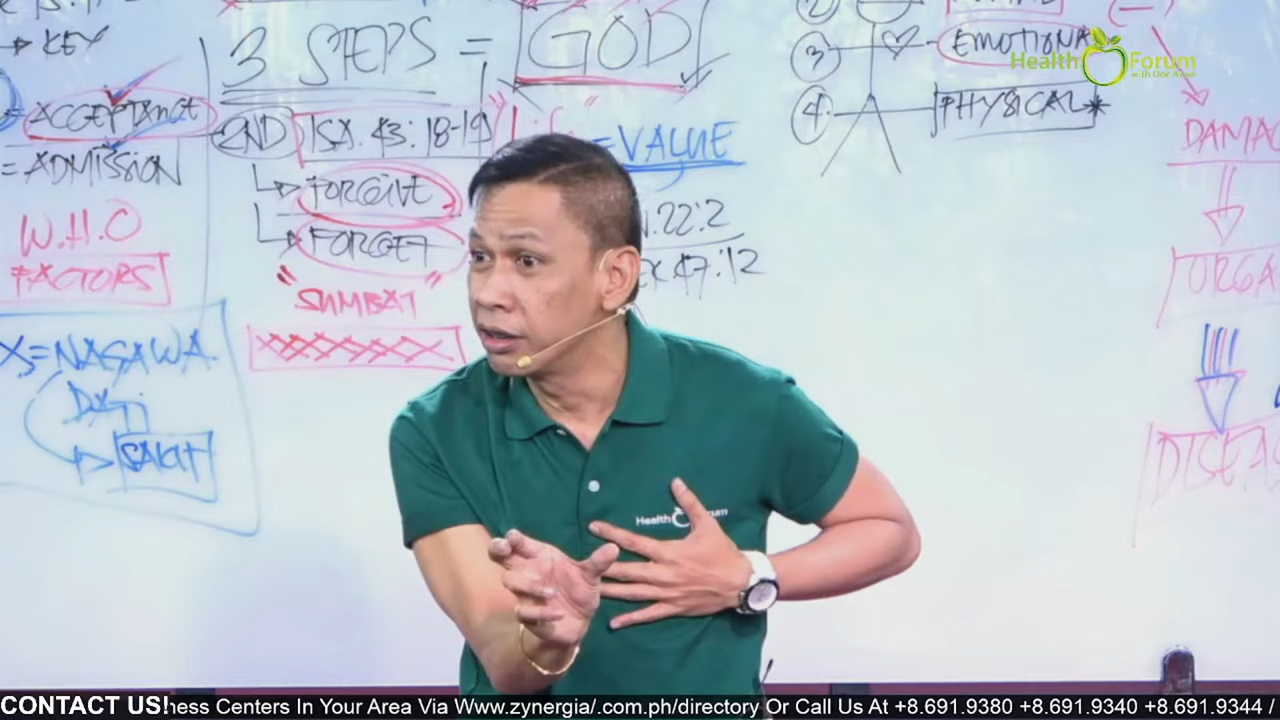 → KEY
= ACCEPTANCE
= ADMISSION
W.H.O
FACTORS
X=NASAWA
DAGI
SAKIT
3 STEPS = GOD
2ND ISA. 43:18-19
FORGIVE
FORGET
"SUMBAT"
=VALUE
.22:2
47:12
3 EMOTIONA
4 PHYSICAL*
(-)
DAMAG
ORGA
DISEAS
Health Forum
with Doc Atoie
Health Forum
CONTACT US! ness Centers In Your Area Via Www.zynergia/.com.ph/directory Or Call Us At +8.691.9380 +8.691.9340 +8.691.9344 /